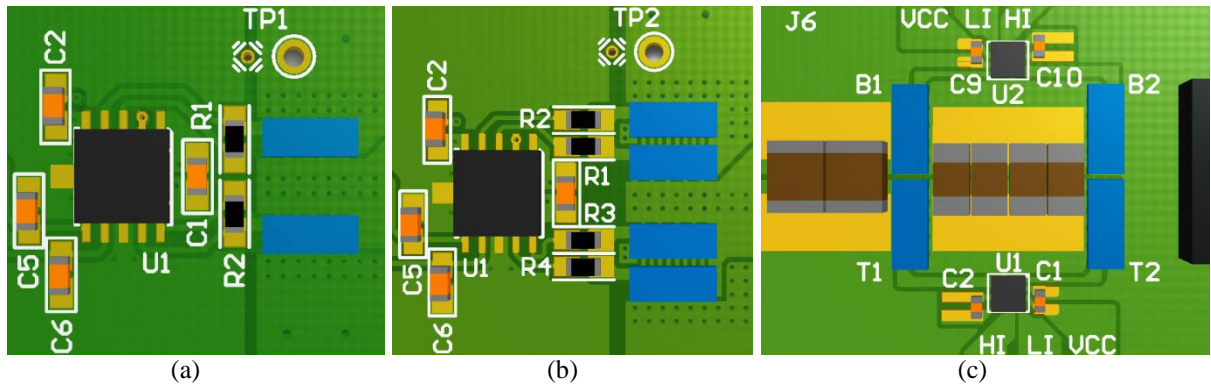 TP1
C2
R1
C1
C5
U1
R2
C6
TP2
C2
R2
R1
R3
C5
U1
R4
C6
J6
VCC LI HI
C9
C10
B1
U2
B2
T1
U1
T2
C2
C1
HI LI VCC
(a)
(b)
(c)